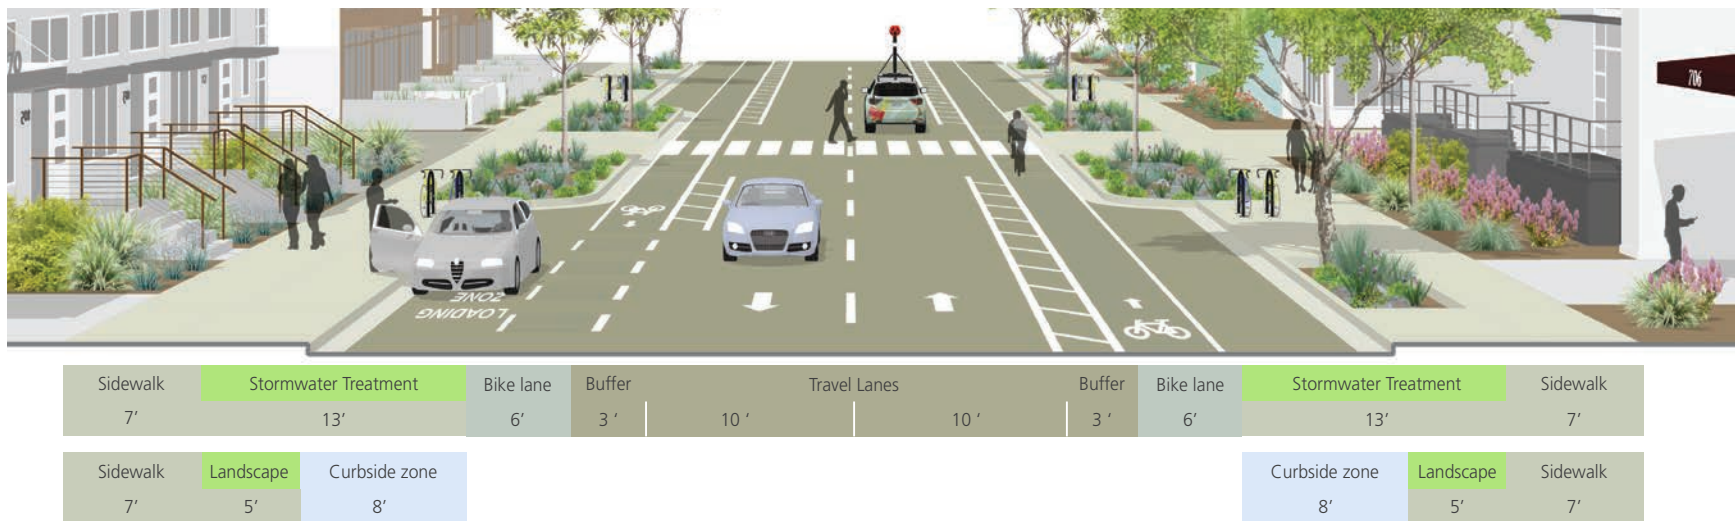 706
ZONE
LOADING
Sidewalk Stormwater Treatment Bike lane Buffer Travel Lanes Buffer Bike lane Stormwater Treatment Sidewalk
7’ 13’ 6’ 3 ‘ 10 ‘ 10 ‘ 3 ‘ 6’ 13’ 7’
Sidewalk Landscape Curbside zone Curbside zone Landscape Sidewalk
7’ 5’ 8’ 8’ 5’ 7’